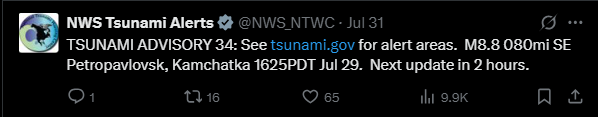 NWS Tsunami Alerts @NWS_NTWC · Jul 31
TSUNAMI ADVISORY 34: See tsunami.gov for alert areas.  M8.8 080mi SE
Petropavlovsk, Kamchatka 1625PDT Jul 29.  Next update in 2 hours.
1 16 65 9.9K